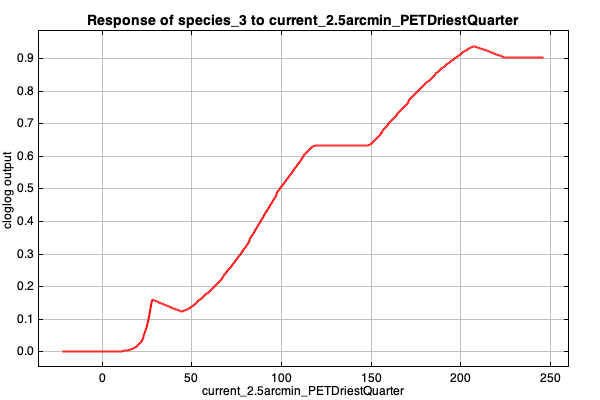 Response of species_3 to current_2.5arcmin_PETDriestQuarter
cloglog output
0.9
0.8
0.7
0.6
0.5
0.4
0.3
0.2
0.1
0.0
0 50 100 150 200 250
current_2.5arcmin_PETDriestQuarter